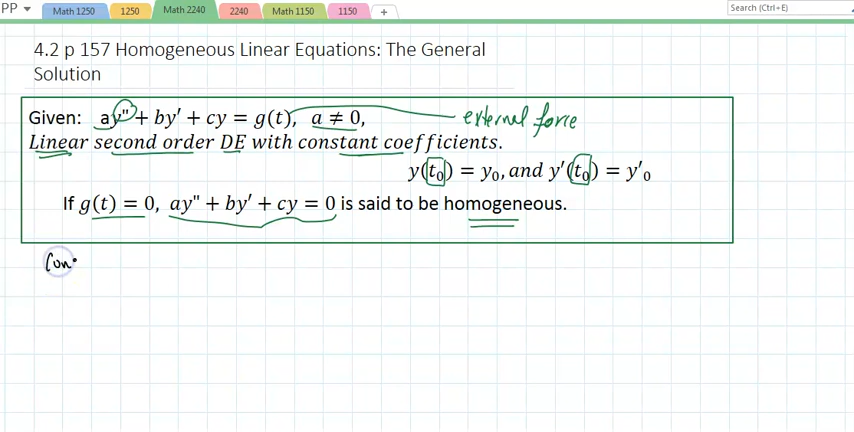 PP
Math 1250 1250 Math 2240 2240 Math 1150 1150 +
Search (Ctrl+E)
4.2 p 157 Homogeneous Linear Equations: The General
Solution
Given: ay" + by′ + cy = g(t), a ≠ 0, external force
Linear second order DE with constant coefficients.
y(t₀) = y₀, and y′(t₀) = y′₀
If g(t) = 0, ay" + by′ + cy = 0 is said to be homogeneous.
Con